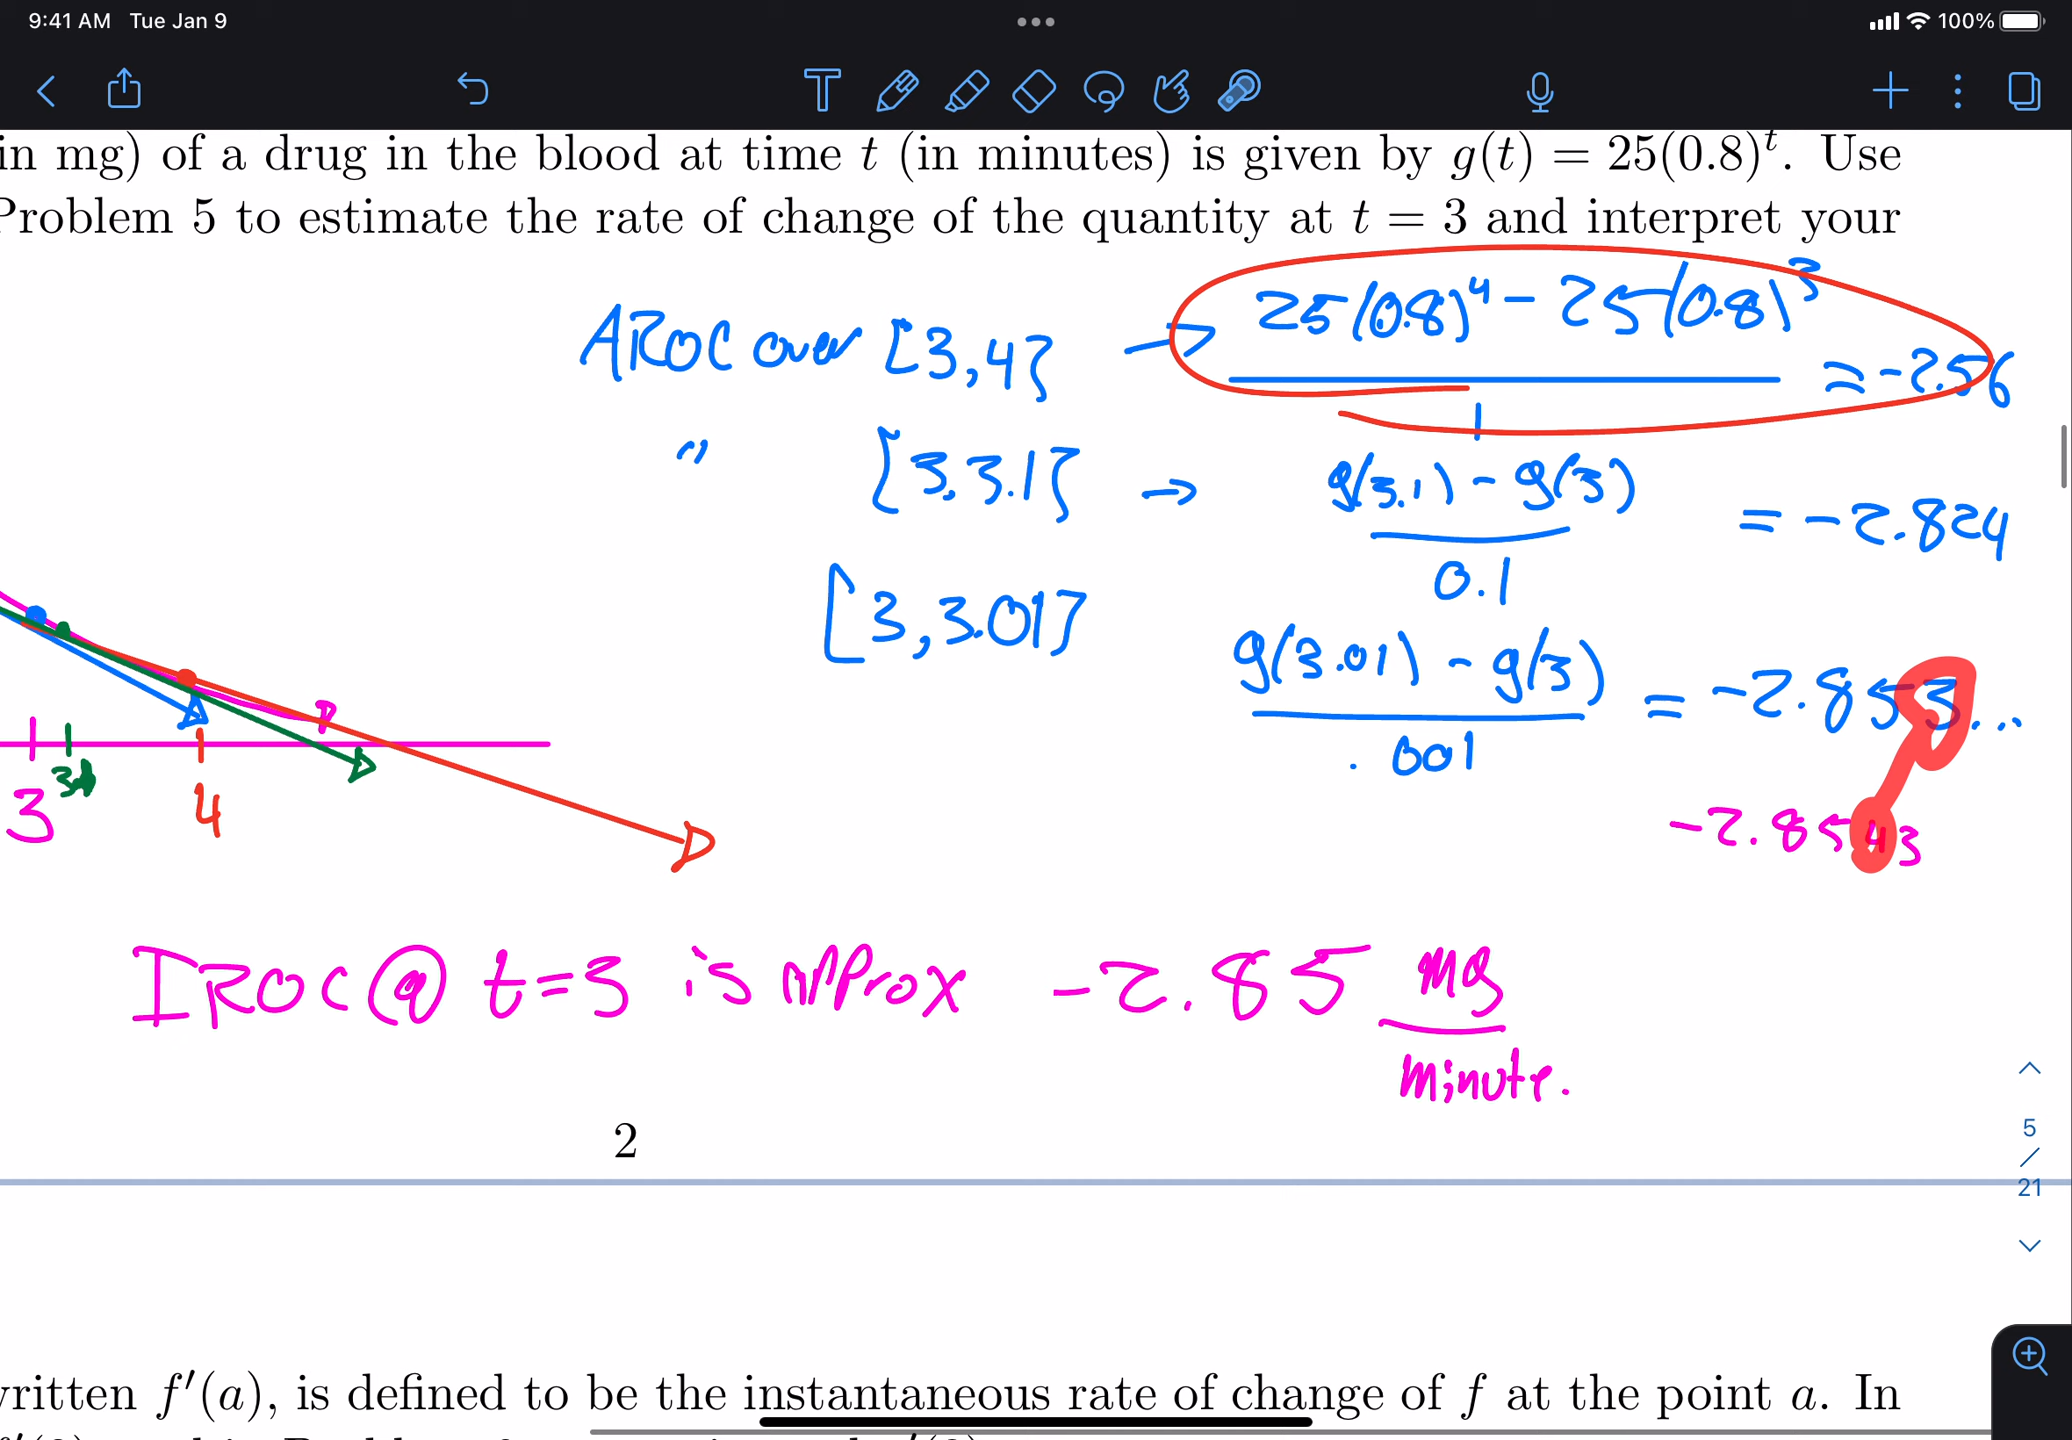 9:41 AM Tue Jan 9 100%
in mg) of a drug in the blood at time t (in minutes) is given by g(t) = 25(0.8)^t. Use
Problem 5 to estimate the rate of change of the quantity at t = 3 and interpret your
AROC over [3,4] → 25(0.8)^4 − 25(0.8)^3 / 1 = −2.56
" [3,3.1] → g(3.1) − g(3) / 0.1 = −2.824
[3,3.01] g(3.01) − g(3) / .001 = −2.853...
−2.8543
3 3.1 4
IROC @ t=3 is approx −2.85 mg / minute.
2
5 / 21
written f′(a), is defined to be the instantaneous rate of change of f at the point a. In